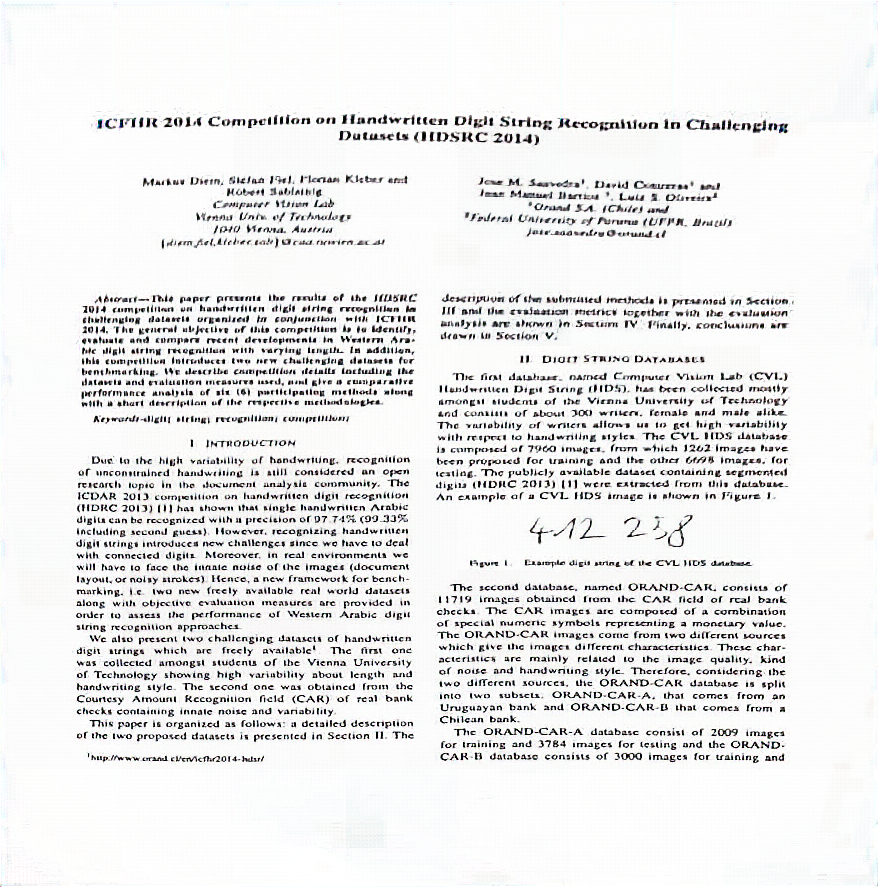 ICFHR 2014 Competition on Handwritten Digit String Recognition in Challenging
Datasets (HDSRC 2014)
Markus Diem, Stefan Fiel, Florian Kleber and
Robert Sablatnig
Computer Vision Lab
Vienna Univ. of Technology
1040 Vienna, Austria
Jose M. Saavedra¹, David Contreras¹ and
Juan Manuel Barrios ¹, Luiz S. Oliveira²
¹Orand S.A. (Chile) and
²Federal University of Parana (UFPR, Brazil)
jose.saavedra@orand.cl
Abstract—This paper presents the results of the HDSRC
2014 competition on handwritten digit string recognition in
challenging datasets organized in conjunction with ICFHR
2014. The general objective of this competition is to identify,
evaluate and compare recent developments in Western Ara-
bic digit string recognition with varying length. In addition,
this competition introduces two new challenging datasets for
benchmarking. We describe competition details including the
datasets and evaluation measures used, and give a comparative
performance analysis of six (6) participating methods along
with a short description of the respective methodologies.
Keywords-digit; string; recognition; competition;
I. INTRODUCTION
Due to the high variability of handwriting, recognition
of unconstrained handwriting is still considered an open
research topic in the document analysis community. The
ICDAR 2013 competition on handwritten digit recognition
(HDRC 2013) [1] has shown that single handwritten Arabic
digits can be recognized with a precision of 97.74% (99.33%
including second guess). However, recognizing handwritten
digit strings introduces new challenges since we have to deal
with connected digits. Moreover, in real environments we
will have to face the innate noise of the images (document
layout, or noisy strokes). Hence, a new framework for bench-
marking, i.e. two new freely available real world datasets
along with objective evaluation measures are provided in
order to assess the performance of Western Arabic digit
string recognition approaches.
We also present two challenging datasets of handwritten
digit strings which are freely available¹. The first one
was collected amongst students of the Vienna University
of Technology showing high variability about length and
handwriting style. The second one was obtained from the
Courtesy Amount Recognition field (CAR) of real bank
checks containing innate noise and variability.
This paper is organized as follows: a detailed description
of the two proposed datasets is presented in Section II. The
¹http://www.orand.cl/en/icfhr2014-hdsr/
description of the submitted methods is presented in Section
III and the evaluation metrics together with the evaluation
analysis are shown in Section IV. Finally, conclusions are
drawn in Section V.
II. DIGIT STRING DATABASES
The first database, named Computer Vision Lab (CVL)
Handwritten Digit String (HDS), has been collected mostly
amongst students of the Vienna University of Technology
and consists of about 300 writers, female and male alike.
The variability of writers allows us to get high variability
with respect to handwriting styles. The CVL HDS database
is composed of 7960 images, from which 1262 images have
been proposed for training and the other 6698 images, for
testing. The publicly available dataset containing segmented
digits (HDRC 2013) [1] were extracted from this database.
An example of a CVL HDS image is shown in Figure 1.
412 238
Figure 1. Example digit string of the CVL HDS database.
The second database, named ORAND-CAR, consists of
11719 images obtained from the CAR field of real bank
checks. The CAR images are composed of a combination
of special numeric symbols representing a monetary value.
The ORAND-CAR images come from two different sources
which give the images different characteristics. These char-
acteristics are mainly related to the image quality, kind
of noise and handwriting style. Therefore, considering the
two different sources, the ORAND-CAR database is split
into two subsets, ORAND-CAR-A, that comes from an
Uruguayan bank and ORAND-CAR-B that comes from a
Chilean bank.
The ORAND-CAR-A database consist of 2009 images
for training and 3784 images for testing and the ORAND-
CAR-B database consists of 3000 images for training and